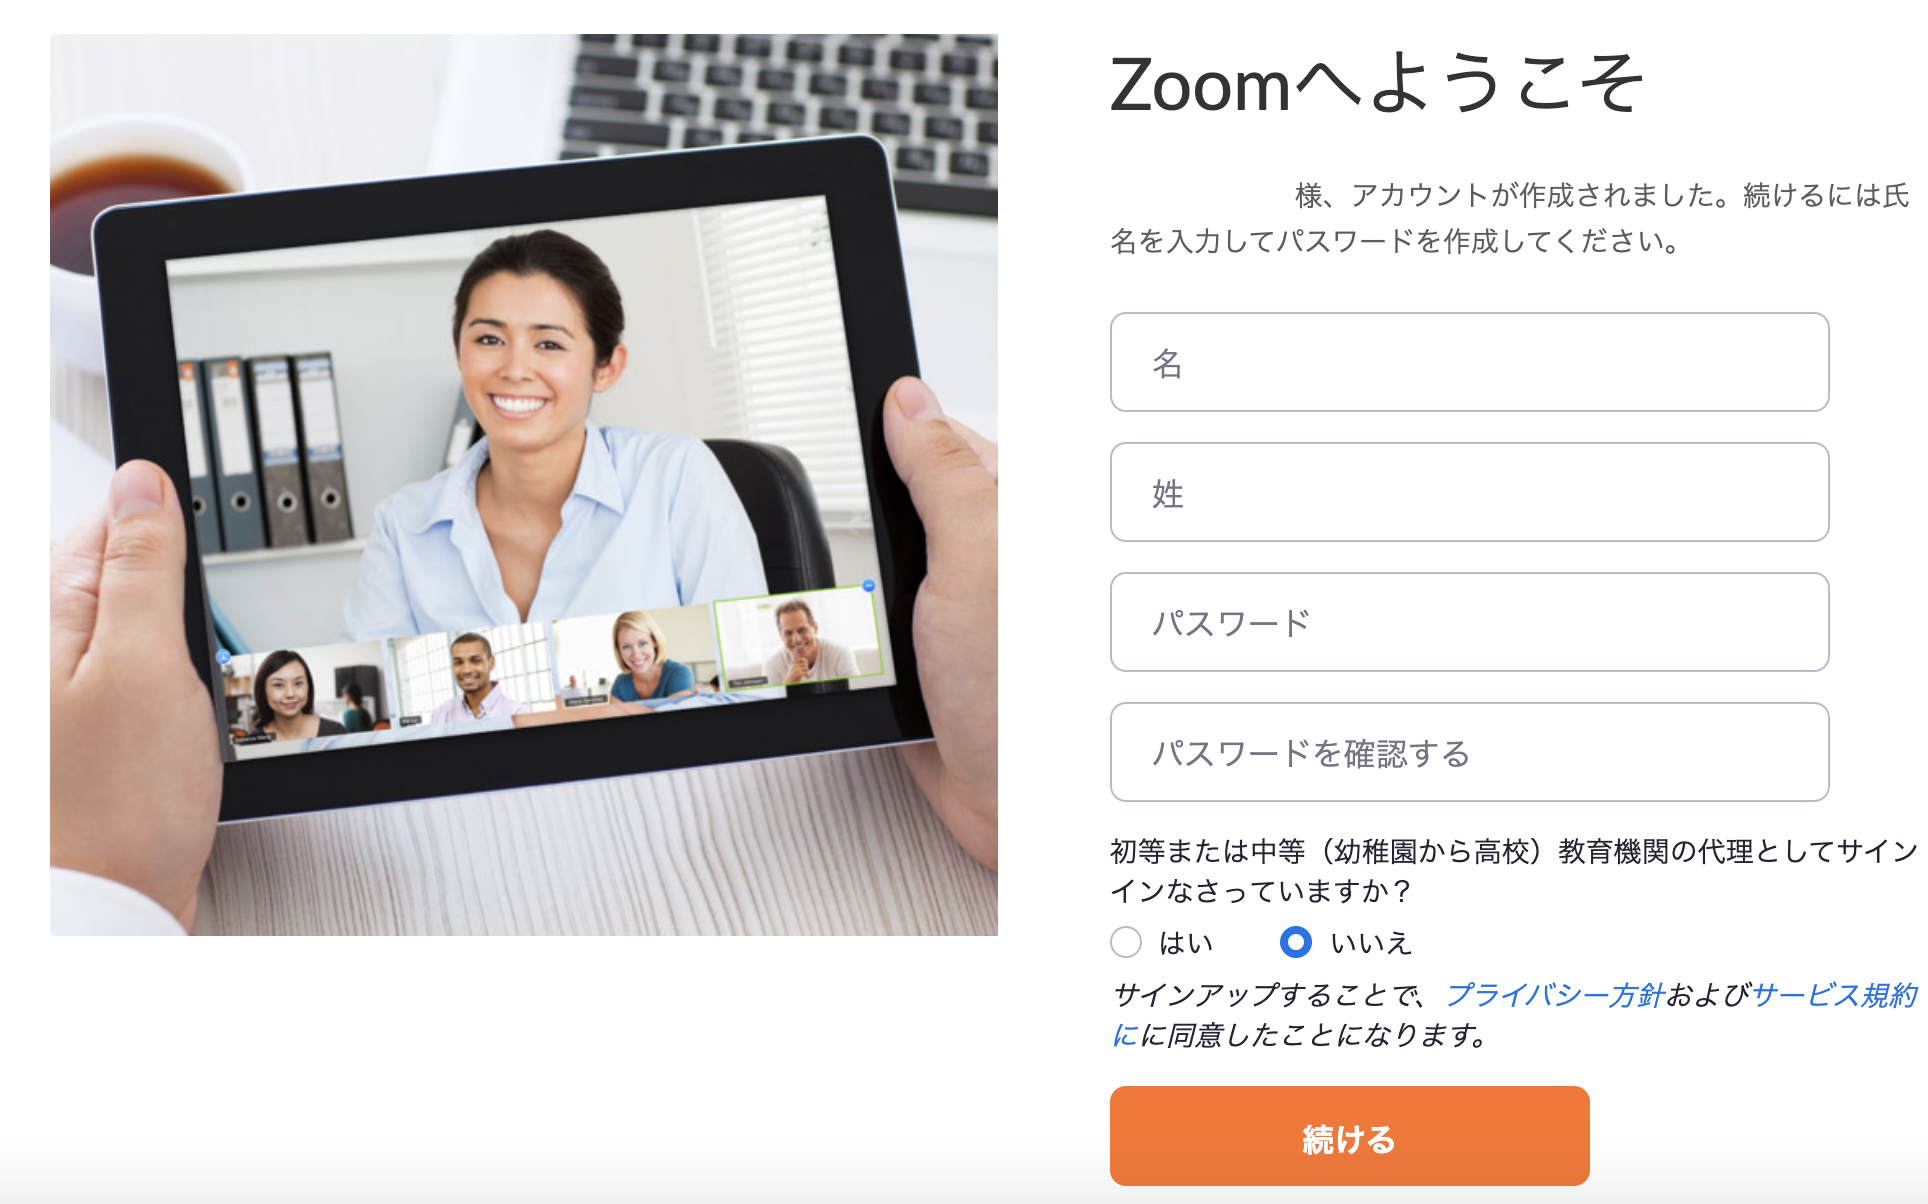 Zoomへようこそ
様、アカウントが作成されました。続けるには氏
名を入力してパスワードを作成してください。
名
姓
パスワード
パスワードを確認する
初等または中等（幼稚園から高校）教育機関の代理としてサイン
インなさっていますか？
はい いいえ
サインアップすることで、プライバシー方針およびサービス規約
にに同意したことになります。
続ける